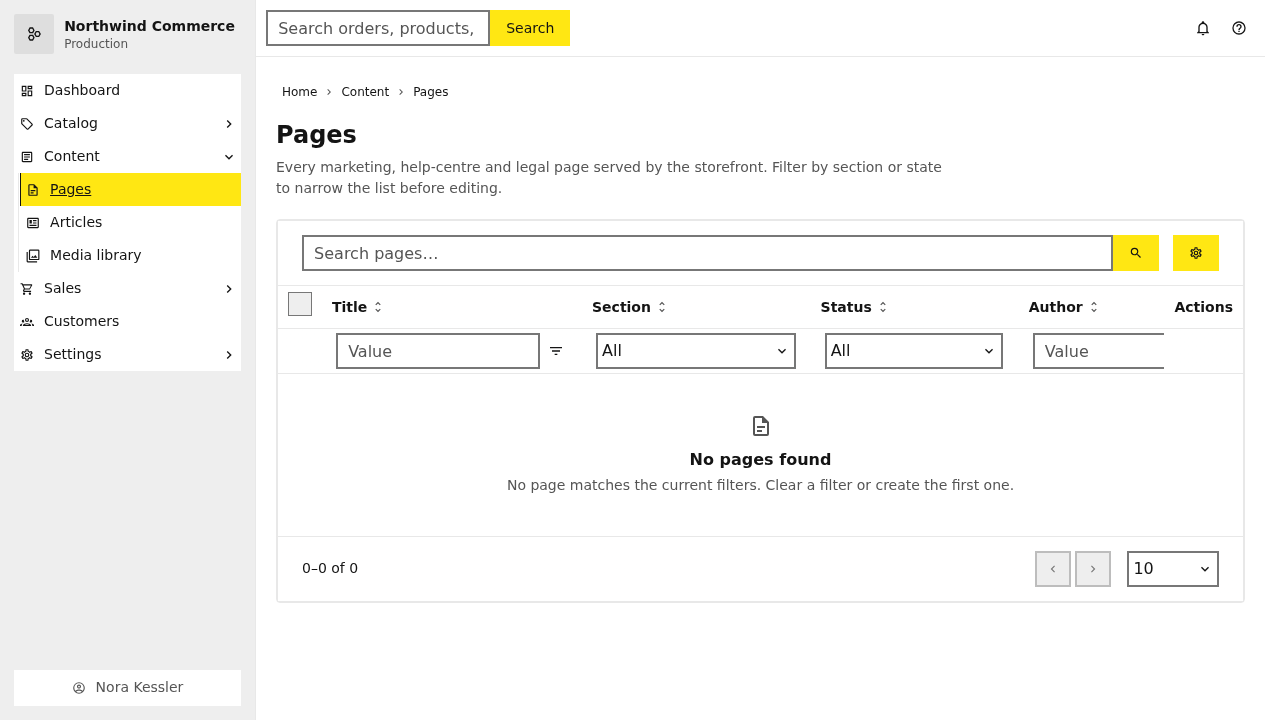 Northwind Commerce
Production
Search orders, products,
Search
Dashboard
Catalog
Content
Pages
Articles
Media library
Sales
Customers
Settings
Nora Kessler
Home › Content › Pages
Pages
Every marketing, help-centre and legal page served by the storefront. Filter by section or state
to narrow the list before editing.
Search pages…
Title Section Status Author Actions
Value All All Value
No pages found
No page matches the current filters. Clear a filter or create the first one.
0–0 of 0
10